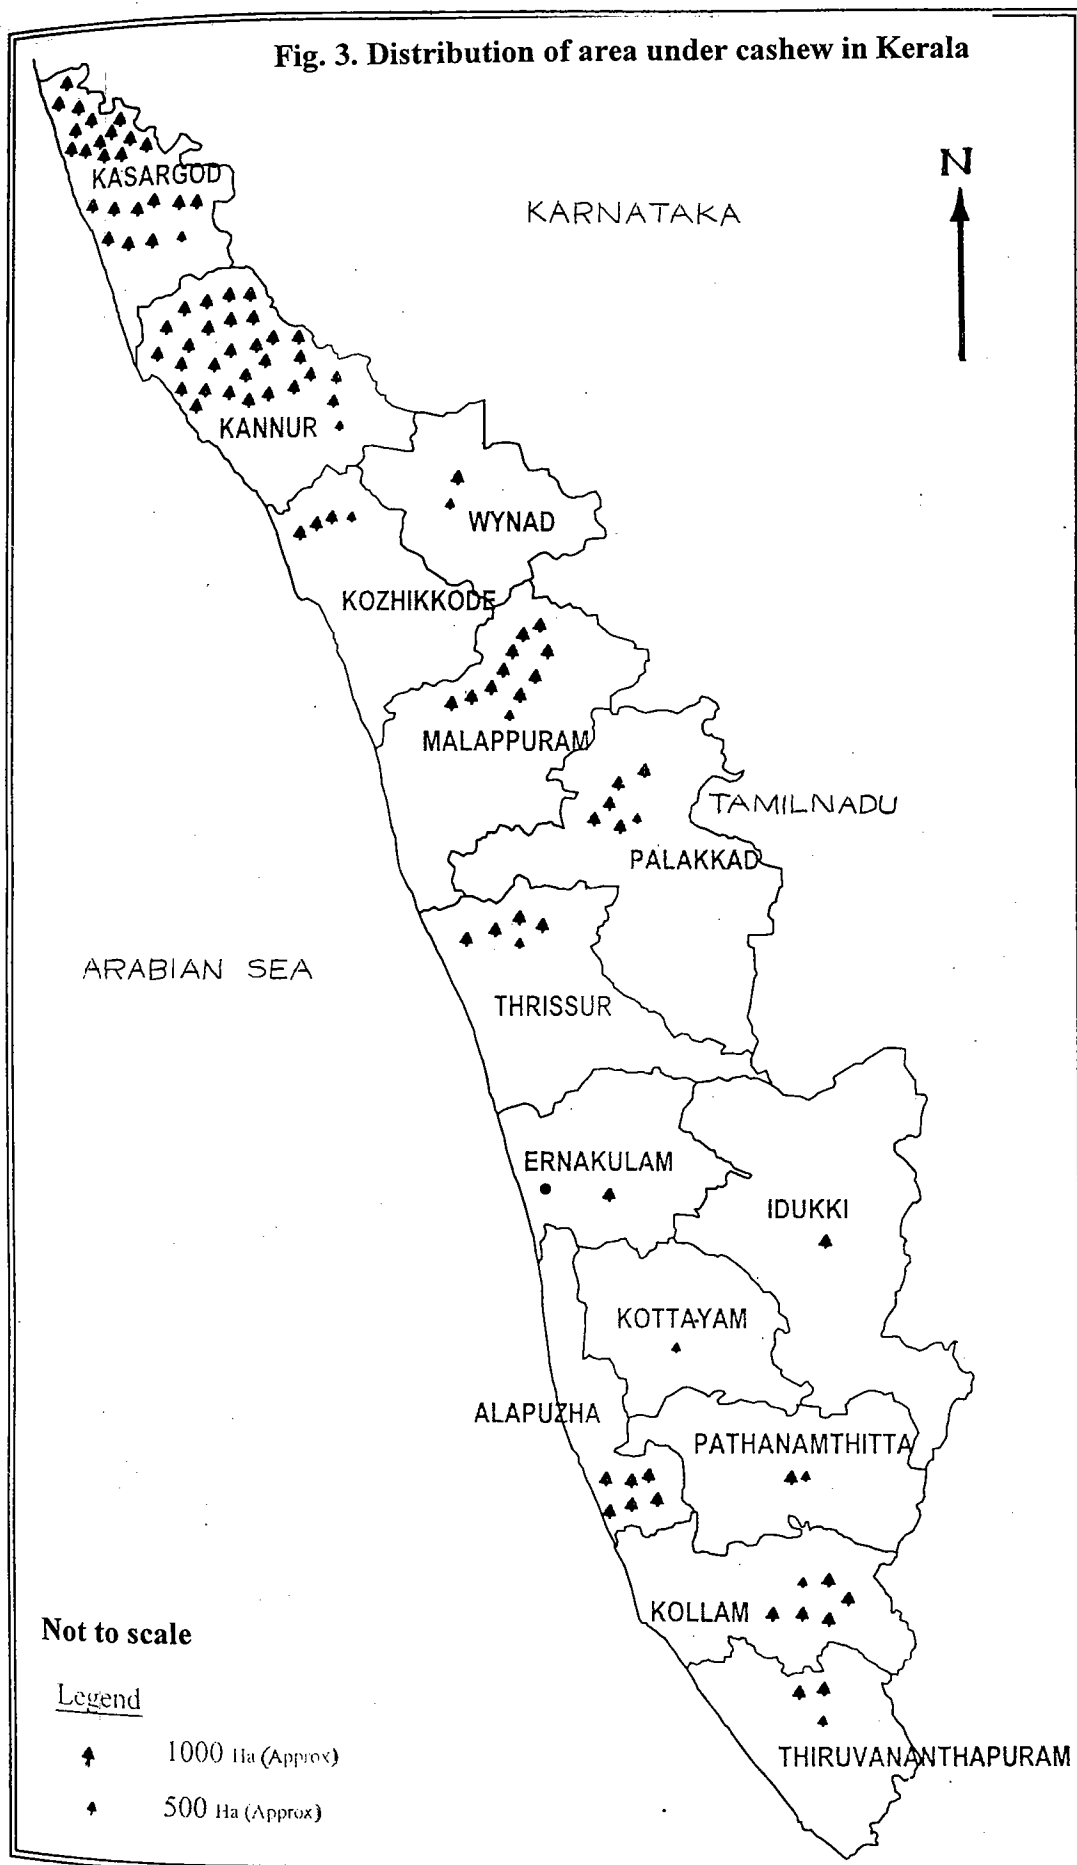 Fig. 3. Distribution of area under cashew in Kerala
N
KASARGOD
KARNATAKA
KANNUR
WYNAD
KOZHIKKODE
MALAPPURAM
TAMILNADU
PALAKKAD
ARABIAN SEA
THRISSUR
ERNAKULAM
IDUKKI
KOTTAYAM
ALAPUZHA
PATHANAMTHITTA
KOLLAM
Not to scale
Legend
1000 Ha (Approx)
THIRUVANANTHAPURAM
500 Ha (Approx)